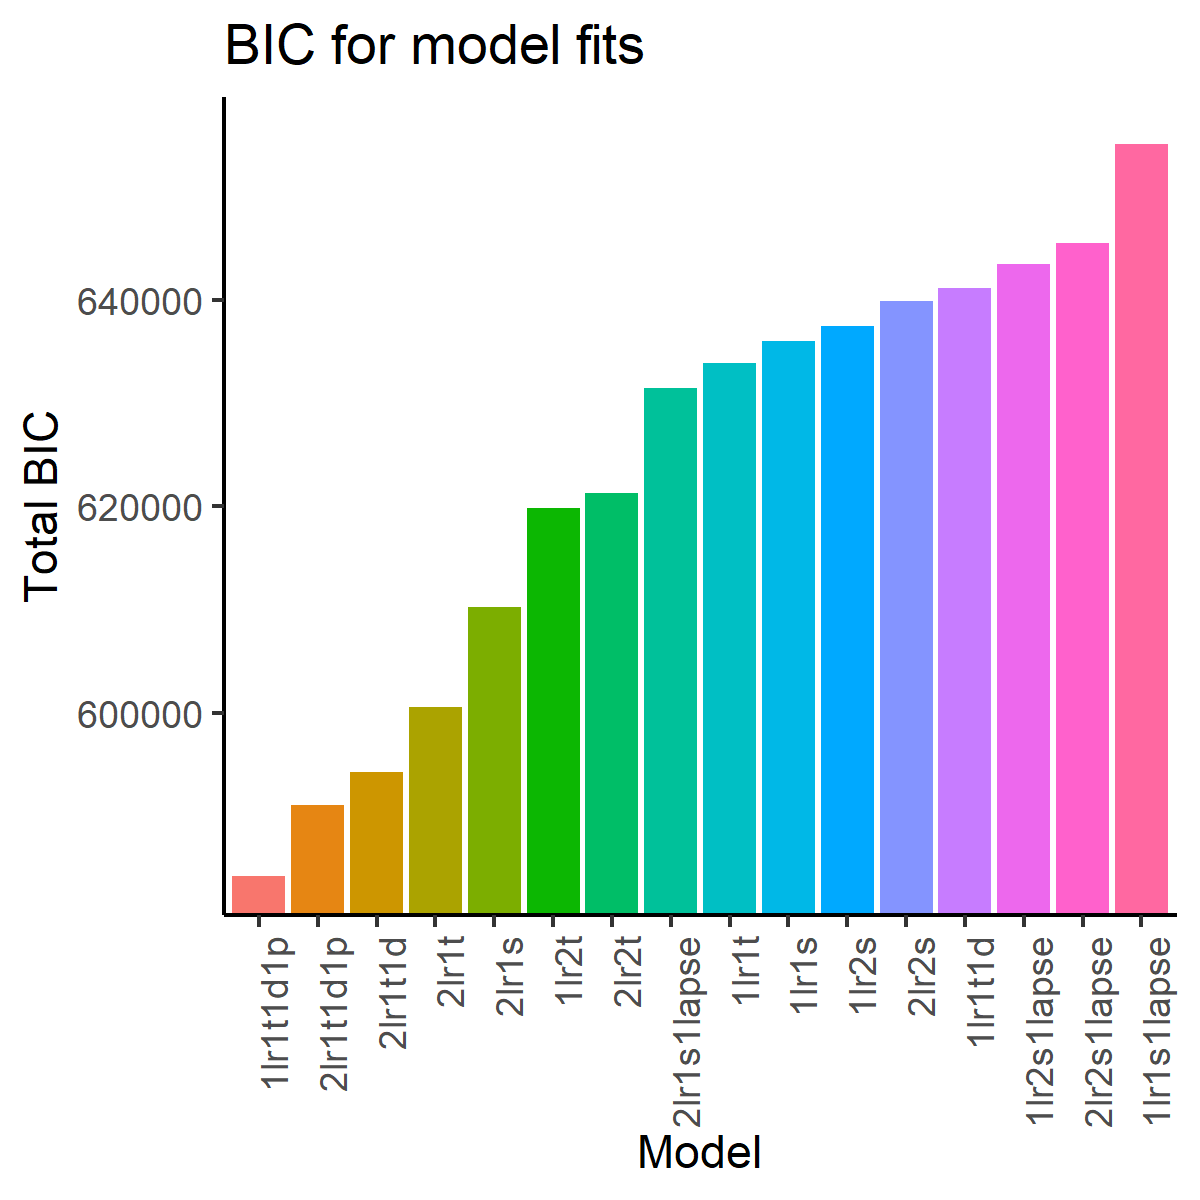 BIC for model fits
Total BIC
640000
620000
600000
1lr1t1d1p
2lr1t1d1p
2lr1t1d
2lr1t
2lr1s
1lr2t
2lr2t
2lr1s1lapse
1lr1t
1lr1s
1lr2s
2lr2s
1lr1t1d
1lr2s1lapse
2lr2s1lapse
1lr1s1lapse
Model